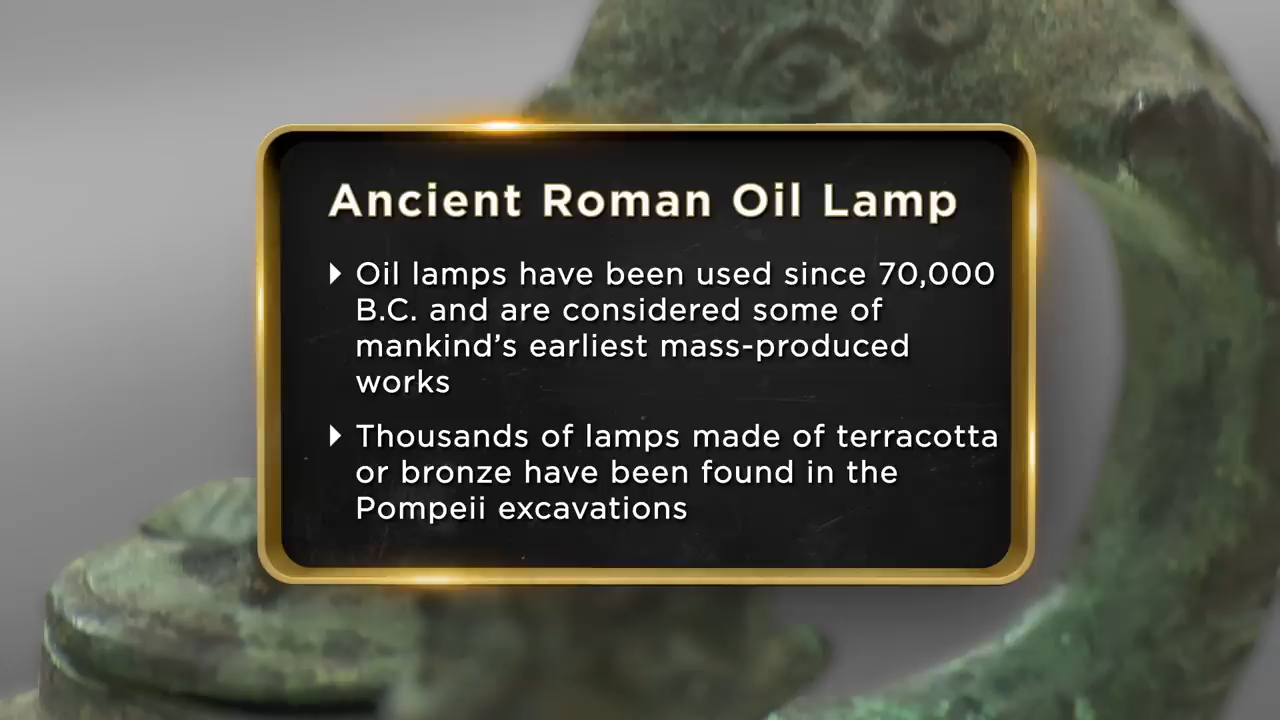 Ancient Roman Oil Lamp
Oil lamps have been used since 70,000
B.C. and are considered some of
mankind's earliest mass-produced
works
Thousands of lamps made of terracotta
or bronze have been found in the
Pompeii excavations